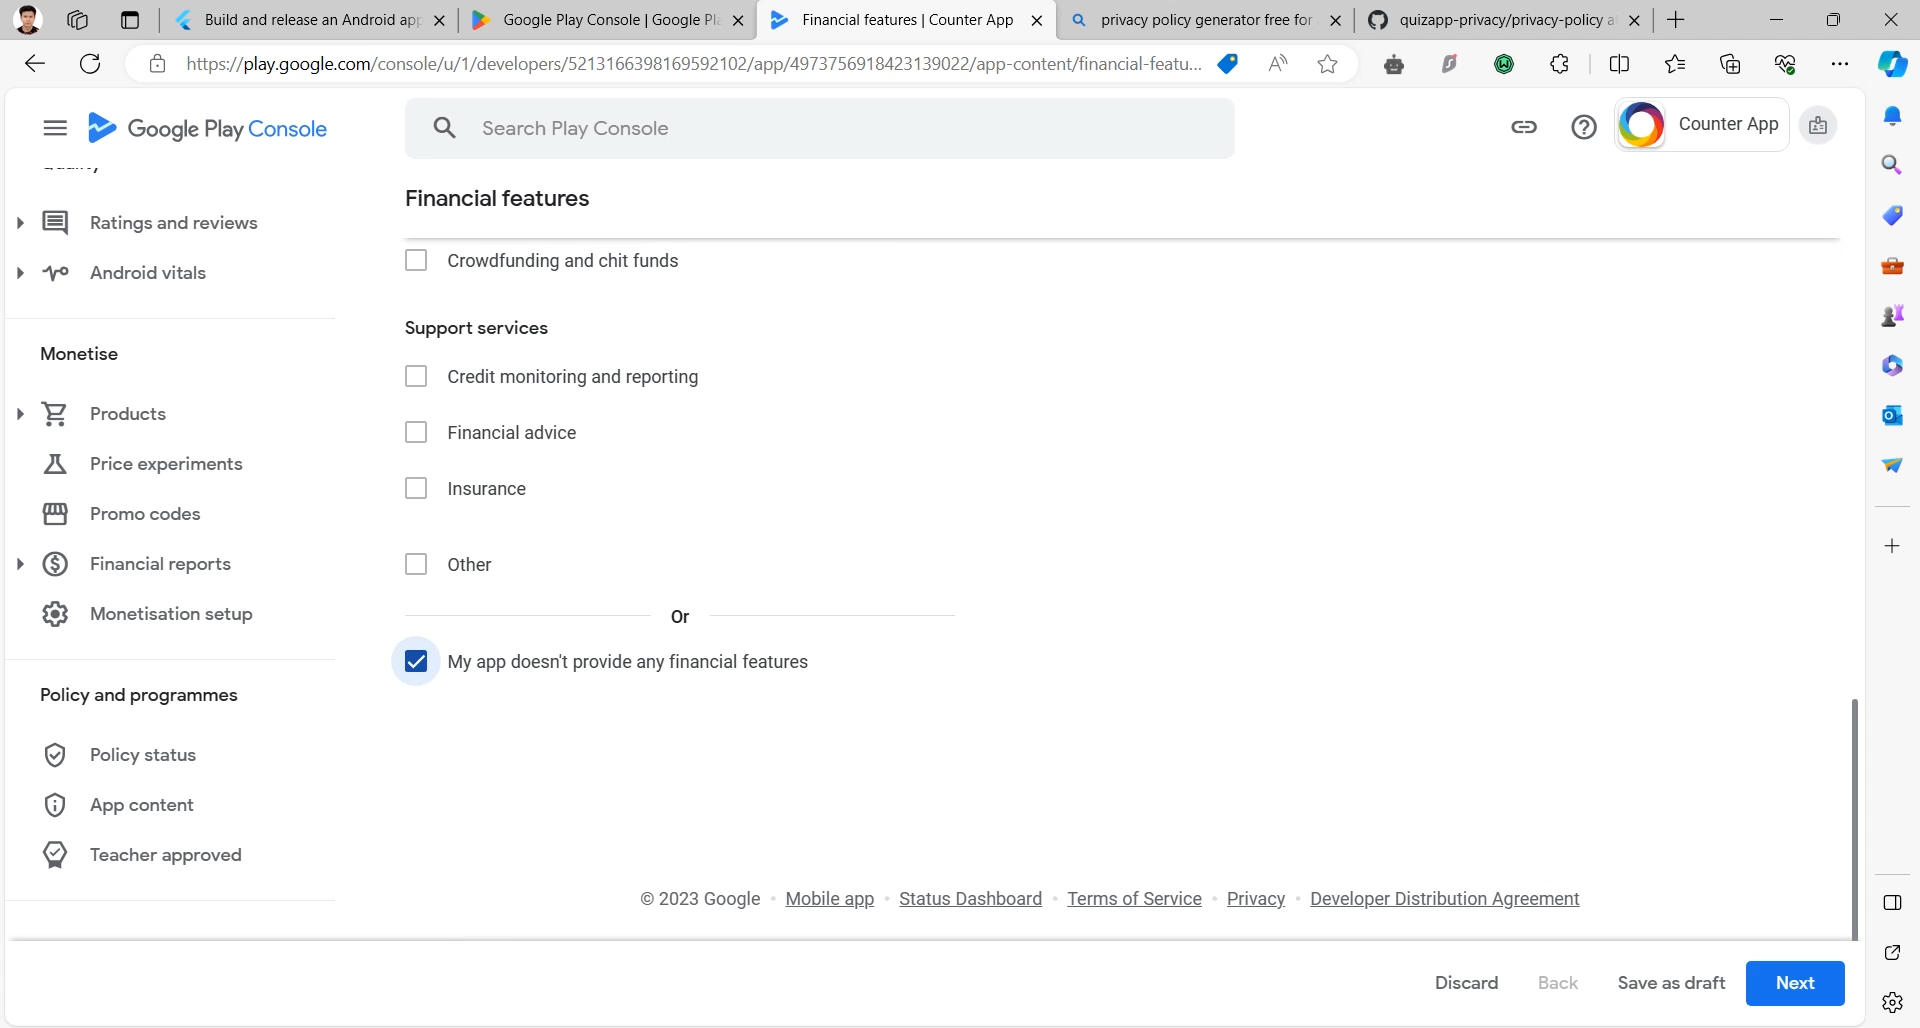 Build and release an Android app
Google Play Console | Google Pla
Financial features | Counter App
privacy policy generator free for
quizapp-privacy/privacy-policy a
https://play.google.com/console/u/1/developers/5213166398169592102/app/4973756918423139022/app-content/financial-featu...
Google Play Console
Search Play Console
Counter App
Quality
Ratings and reviews
Android vitals
Monetise
Products
Price experiments
Promo codes
Financial reports
Monetisation setup
Policy and programmes
Policy status
App content
Teacher approved
Financial features
Crowdfunding and chit funds
Support services
Credit monitoring and reporting
Financial advice
Insurance
Other
Or
My app doesn't provide any financial features
© 2023 Google · Mobile app · Status Dashboard · Terms of Service · Privacy · Developer Distribution Agreement
Discard Back Save as draft Next